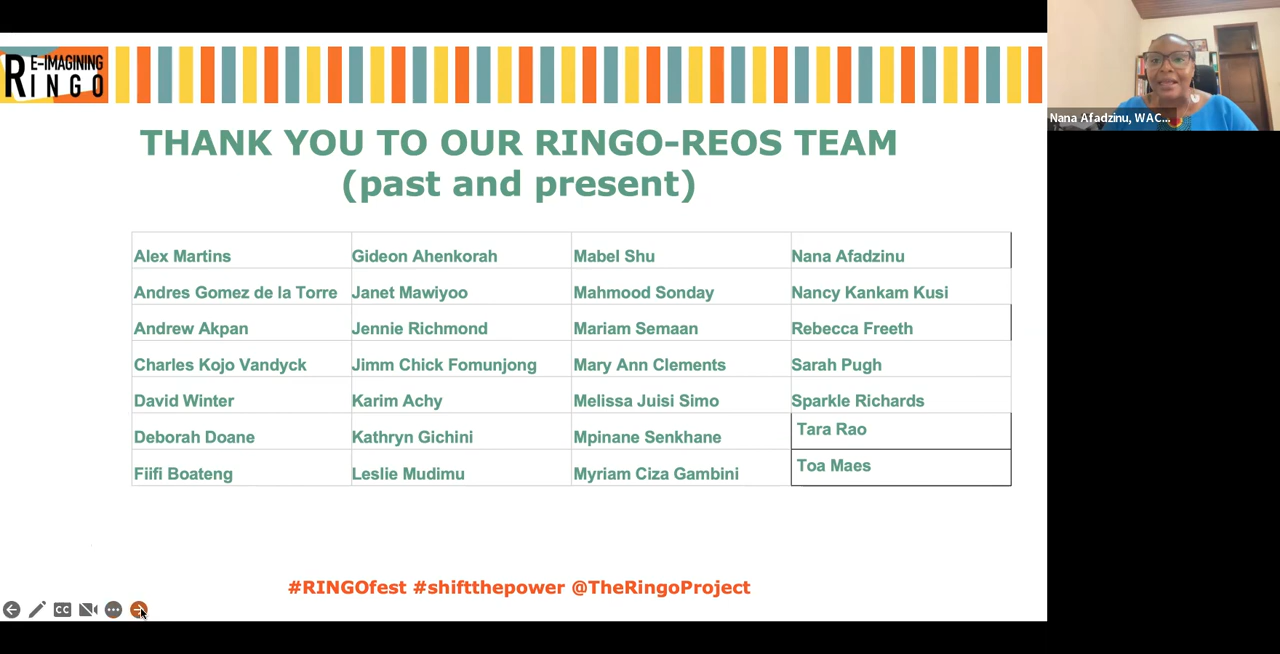 RE-IMAGINING
RINGO
THANK YOU TO OUR RINGO-REOS TEAM
(past and present)
Alex Martins Gideon Ahenkorah Mabel Shu Nana Afadzinu
Andres Gomez de la Torre Janet Mawiyoo Mahmood Sonday Nancy Kankam Kusi
Andrew Akpan Jennie Richmond Mariam Semaan Rebecca Freeth
Charles Kojo Vandyck Jimm Chick Fomunjong Mary Ann Clements Sarah Pugh
David Winter Karim Achy Melissa Juisi Simo Sparkle Richards
Deborah Doane Kathryn Gichini Mpinane Senkhane Tara Rao
Fiifi Boateng Leslie Mudimu Myriam Ciza Gambini Toa Maes
#RINGOfest #shiftthepower @TheRingoProject
CC
Nana Afadzinu, WAC...